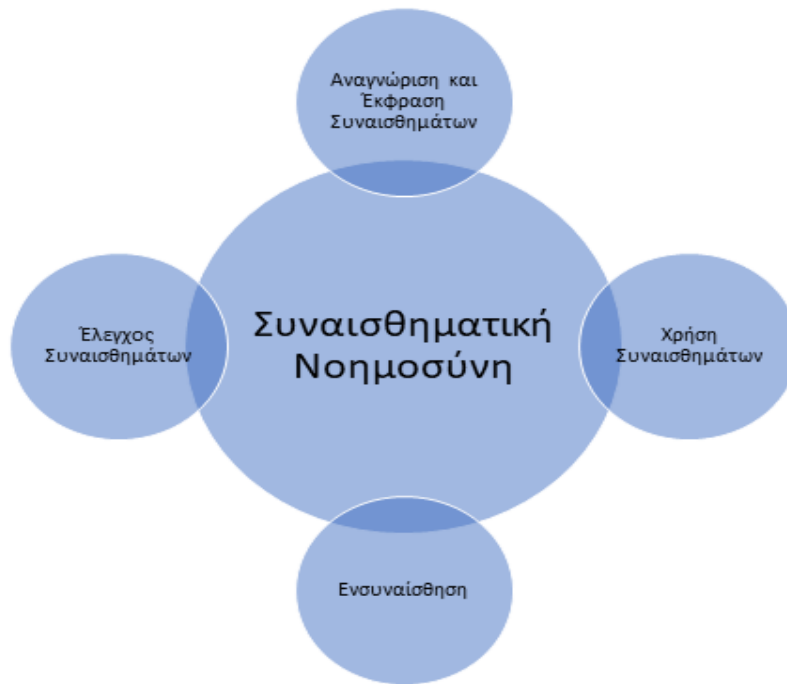 Αναγνώριση και
Έκφραση
Συναισθημάτων
Έλεγχος
Συναισθημάτων
Συναισθηματική
Νοημοσύνη
Χρήση
Συναισθημάτων
Ενσυναίσθηση